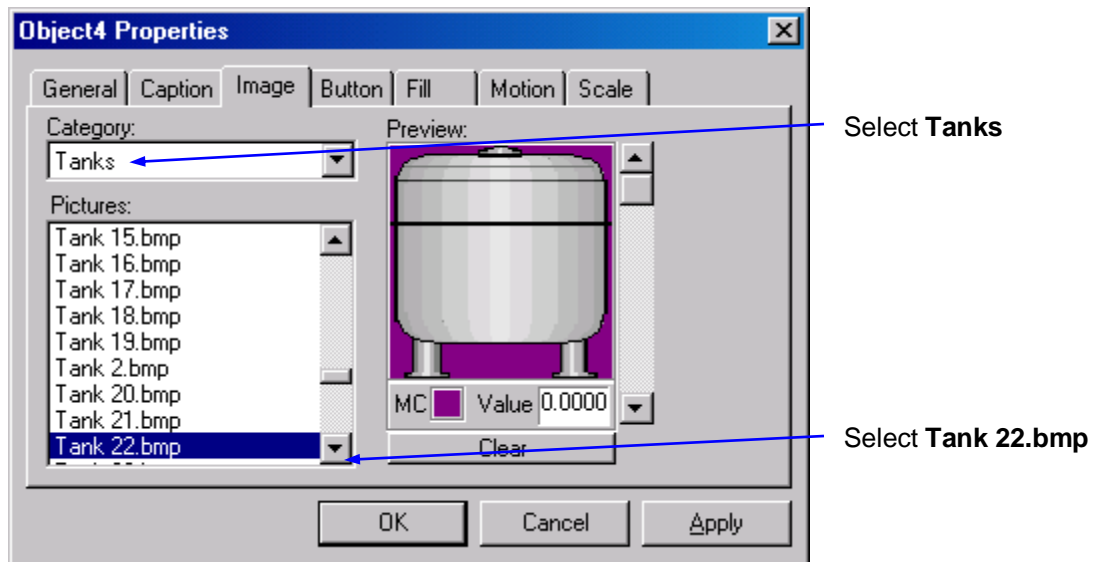 Object4 Properties
General Caption Image Button Fill Motion Scale
Category:
Tanks
Preview:
Select Tanks
Pictures:
Tank 15.bmp
Tank 16.bmp
Tank 17.bmp
Tank 18.bmp
Tank 19.bmp
Tank 2.bmp
Tank 20.bmp
Tank 21.bmp
Tank 22.bmp
MC Value 0.0000
Clear
Select Tank 22.bmp
OK Cancel Apply